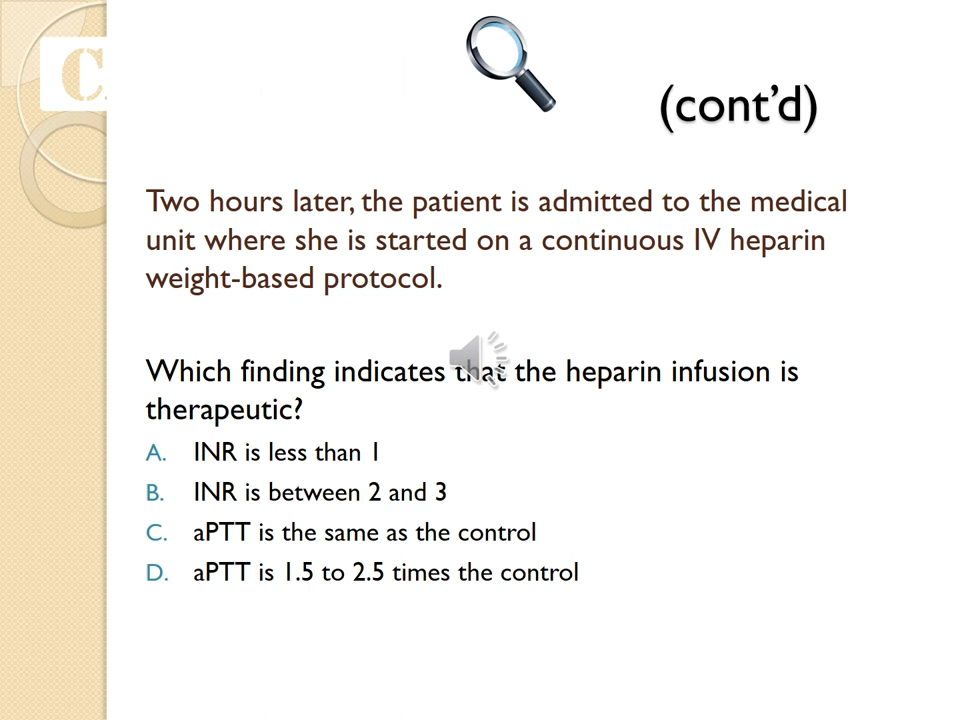 (cont’d)
Two hours later, the patient is admitted to the medical
unit where she is started on a continuous IV heparin
weight-based protocol.
Which finding indicates that the heparin infusion is
therapeutic?
A. INR is less than 1
B. INR is between 2 and 3
C. aPTT is the same as the control
D. aPTT is 1.5 to 2.5 times the control